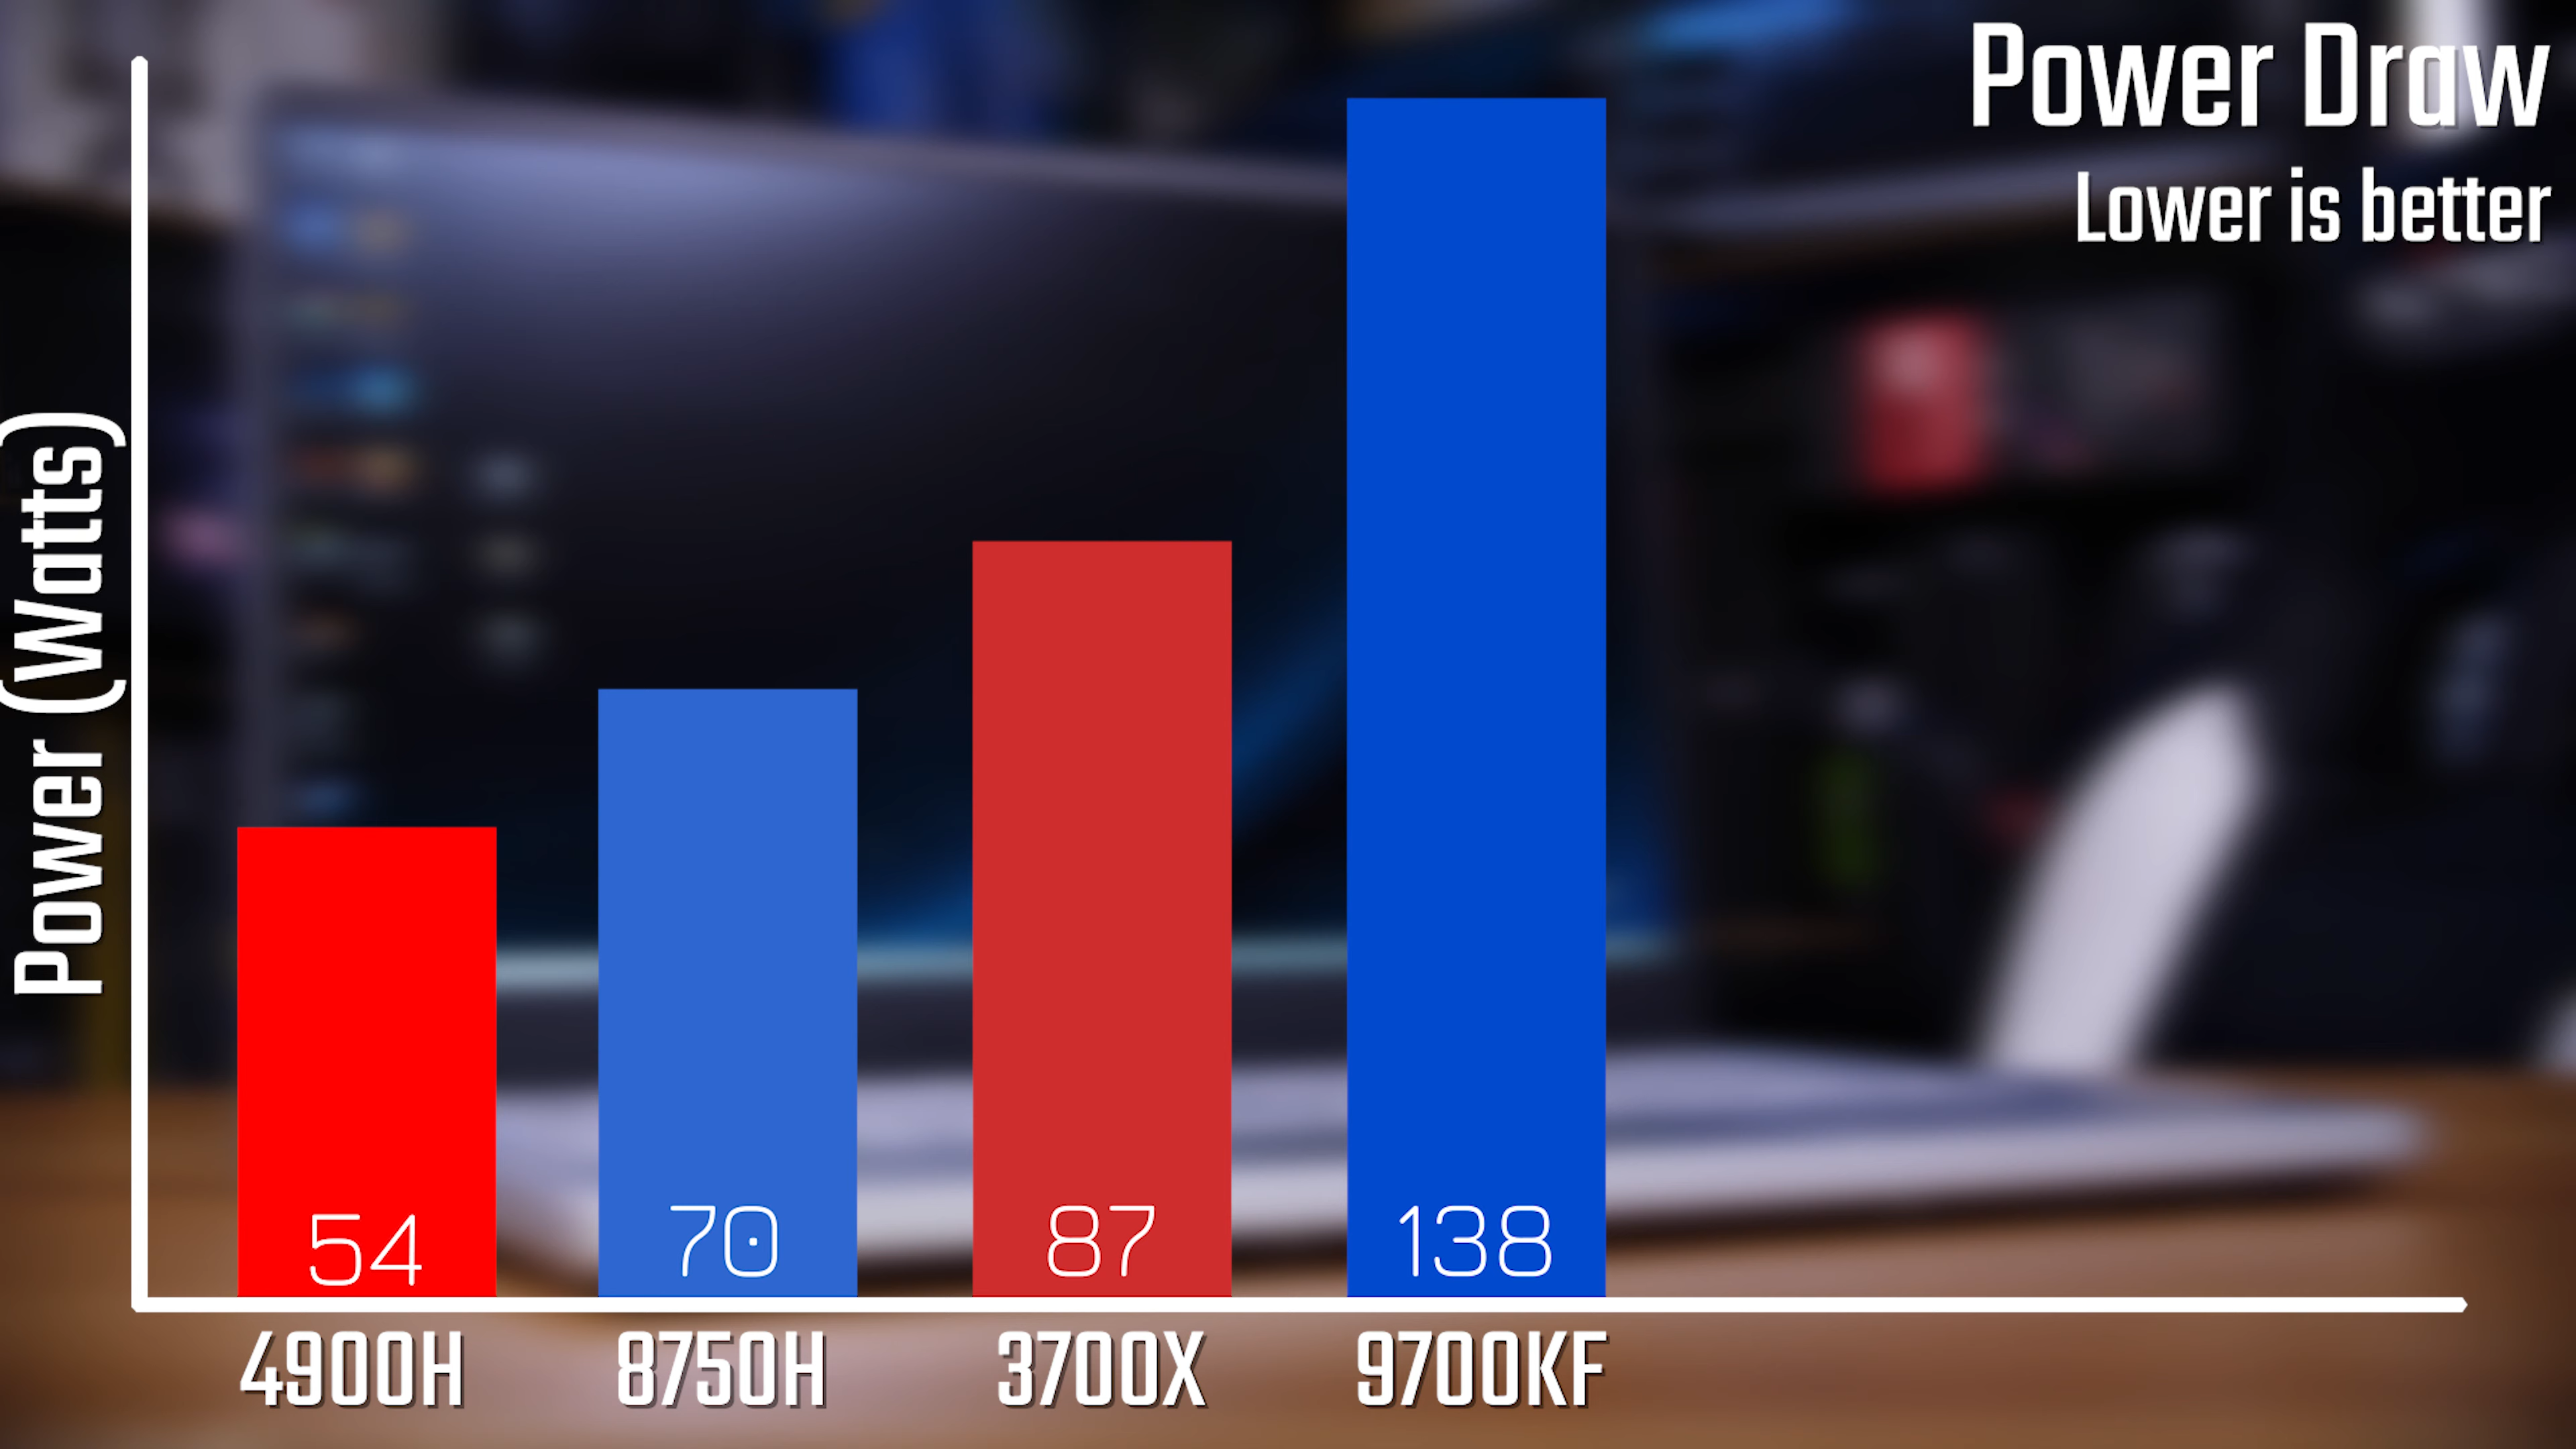 Power Draw
Lower is better
Power (Watts)
54
70
87
138
4900H
8750H
3700X
9700KF